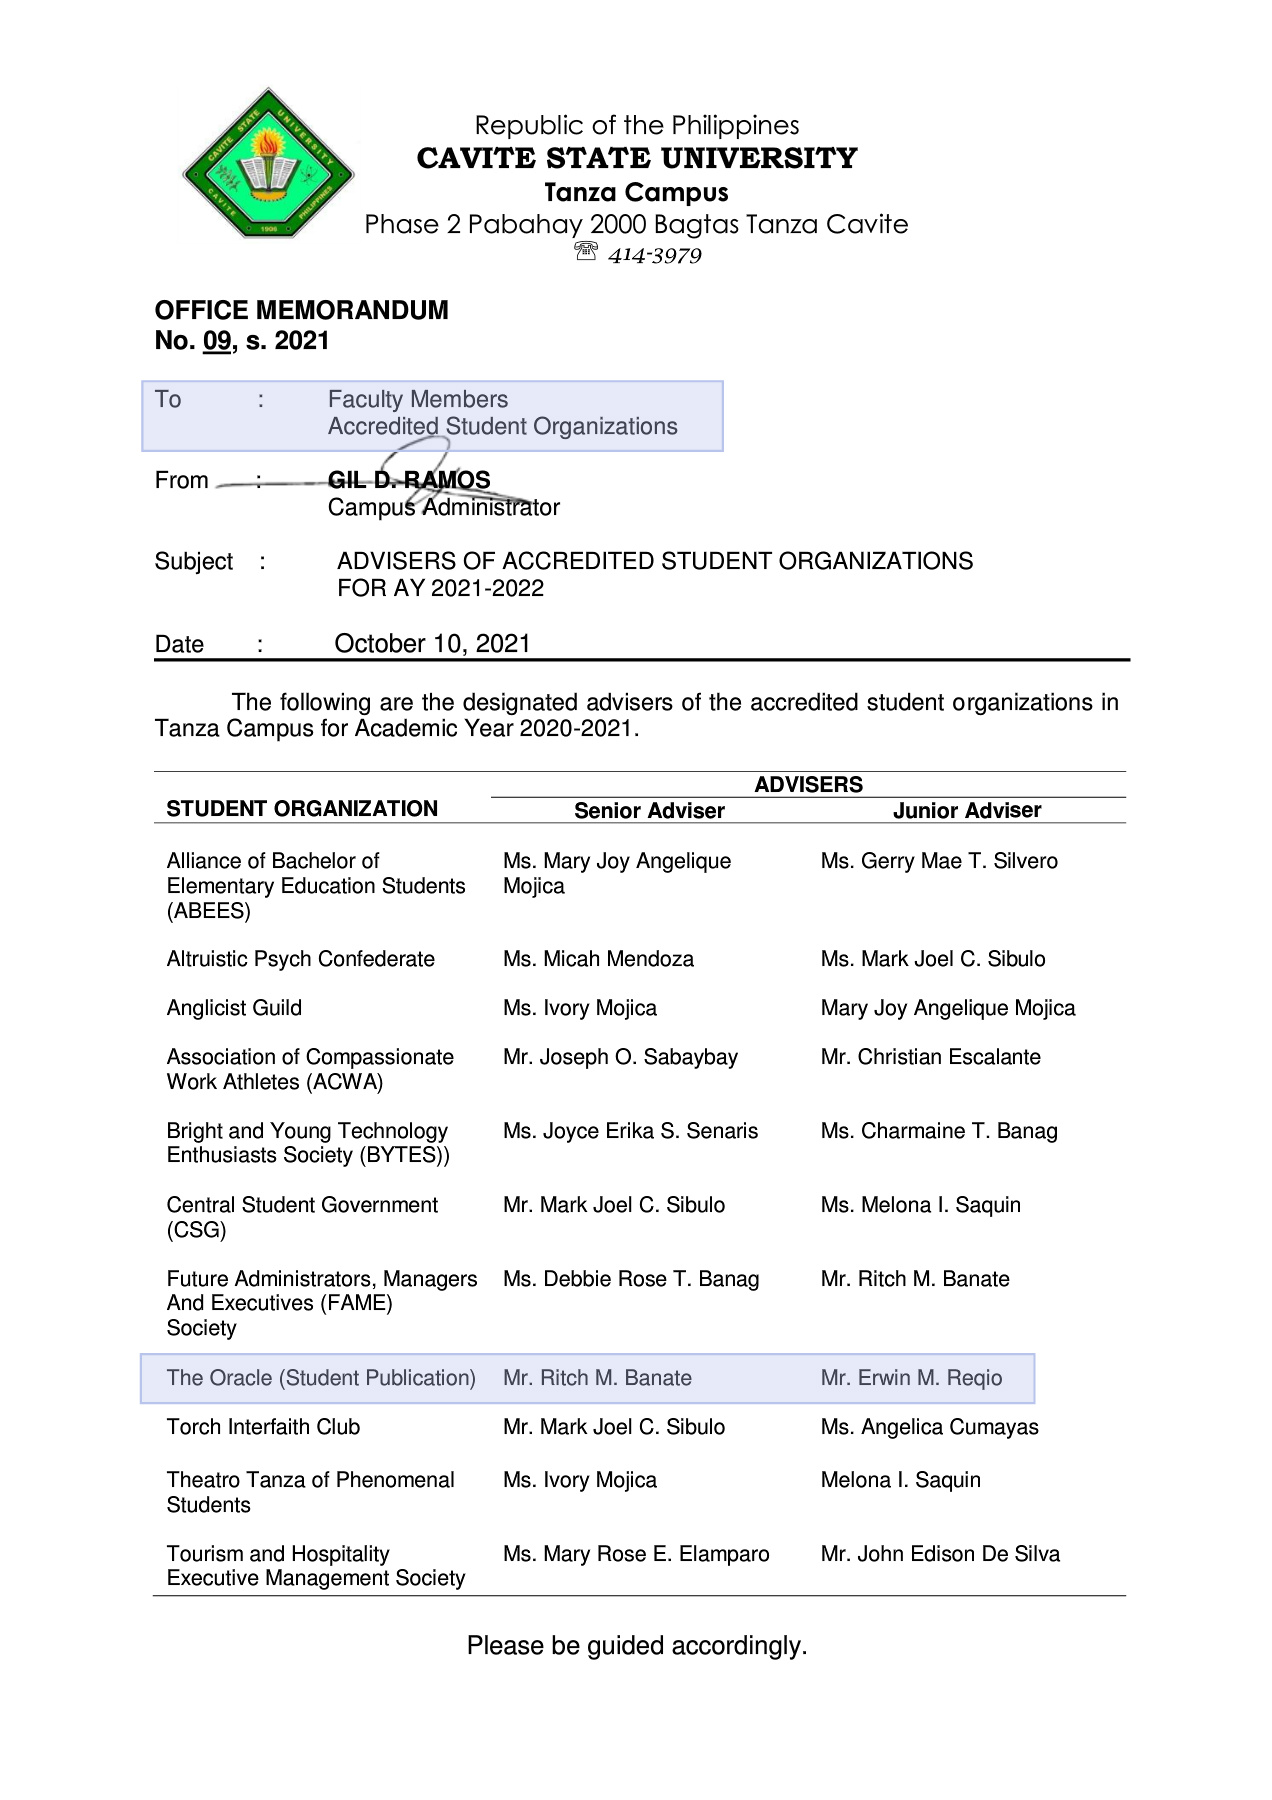 CAVITE STATE UNIVERSITY
CAVITE
PHILIPPINES
1906
Republic of the Philippines
CAVITE STATE UNIVERSITY
Tanza Campus
Phase 2 Pabahay 2000 Bagtas Tanza Cavite
☏ 414-3979
OFFICE MEMORANDUM
No. 09, s. 2021
To : Faculty Members
Accredited Student Organizations
From : GIL D. RAMOS
Campus Administrator
Subject : ADVISERS OF ACCREDITED STUDENT ORGANIZATIONS
FOR AY 2021-2022
Date : October 10, 2021
The following are the designated advisers of the accredited student organizations in
Tanza Campus for Academic Year 2020-2021.
ADVISERS
STUDENT ORGANIZATION Senior Adviser Junior Adviser
Alliance of Bachelor of Ms. Mary Joy Angelique Ms. Gerry Mae T. Silvero
Elementary Education Students Mojica
(ABEES)
Altruistic Psych Confederate Ms. Micah Mendoza Ms. Mark Joel C. Sibulo
Anglicist Guild Ms. Ivory Mojica Mary Joy Angelique Mojica
Association of Compassionate Mr. Joseph O. Sabaybay Mr. Christian Escalante
Work Athletes (ACWA)
Bright and Young Technology Ms. Joyce Erika S. Senaris Ms. Charmaine T. Banag
Enthusiasts Society (BYTES))
Central Student Government Mr. Mark Joel C. Sibulo Ms. Melona I. Saquin
(CSG)
Future Administrators, Managers Ms. Debbie Rose T. Banag Mr. Ritch M. Banate
And Executives (FAME)
Society
The Oracle (Student Publication) Mr. Ritch M. Banate Mr. Erwin M. Reqio
Torch Interfaith Club Mr. Mark Joel C. Sibulo Ms. Angelica Cumayas
Theatro Tanza of Phenomenal Ms. Ivory Mojica Melona I. Saquin
Students
Tourism and Hospitality Ms. Mary Rose E. Elamparo Mr. John Edison De Silva
Executive Management Society
Please be guided accordingly.